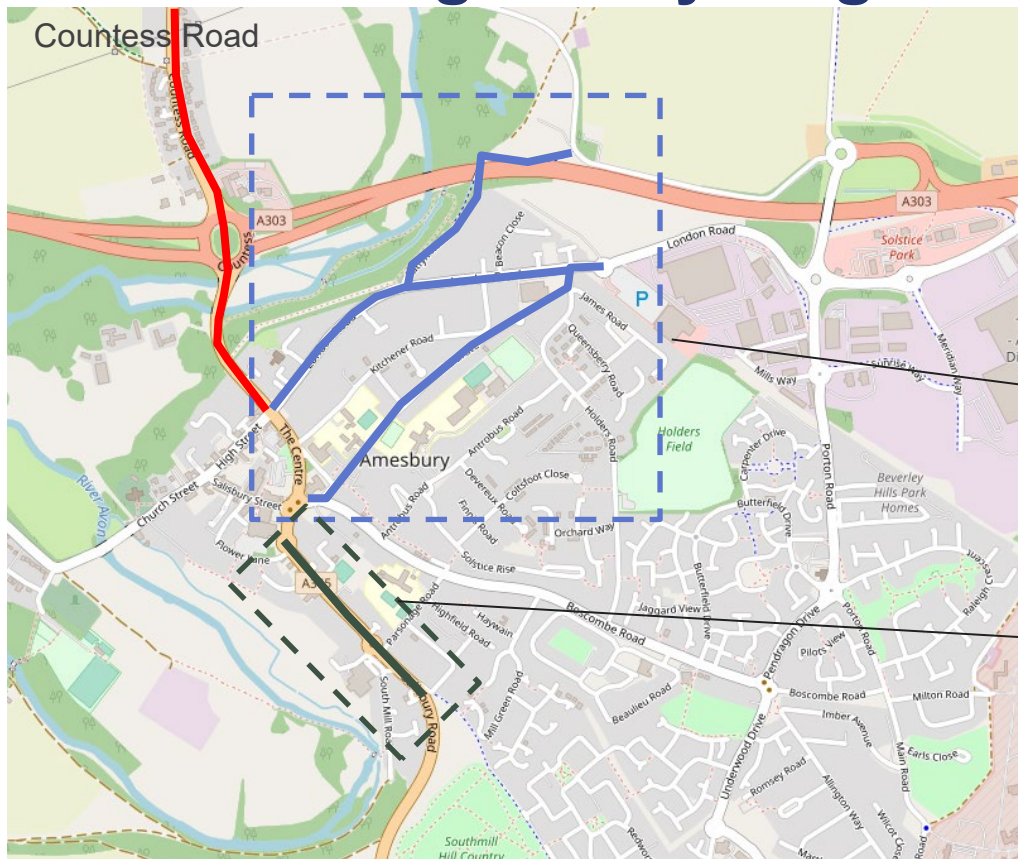 Countess Road
Countess Road
A303
A303
Countess
Beacon Close
London Road
Solstice
Park
P
James Road
Kitchener Road
Queensberry Road
Meridian Way
Sunrise Way
Mills Way
High Street
The Centre
Amesbury
Antrobus Road
Holders Road
Holders
Field
Carpenter Drive
Porton Road
Church Street
River Avon
Salisbury Street
Antrobus Road
Devereux Road
Coltsfoot Close
Butterfield Drive
Beverley
Hills Park
Homes
Orchard Way
Flower Lane
Solstice Rise
Butterfield Drive
Parsonage Road
Highfield Road
Haywain
Boscombe Road
Jaggard View
Pendragon Drive
Porton Road
Raleigh Crescent
Pilots View
South Mill Road
Mill Green Road
Beaulieu Road
Boscombe Road
Milton Road
Imber Avenue
Main Road
Earls Close
Underwood Drive
Romsey Road
Allington Way
Southmill
Hill Country